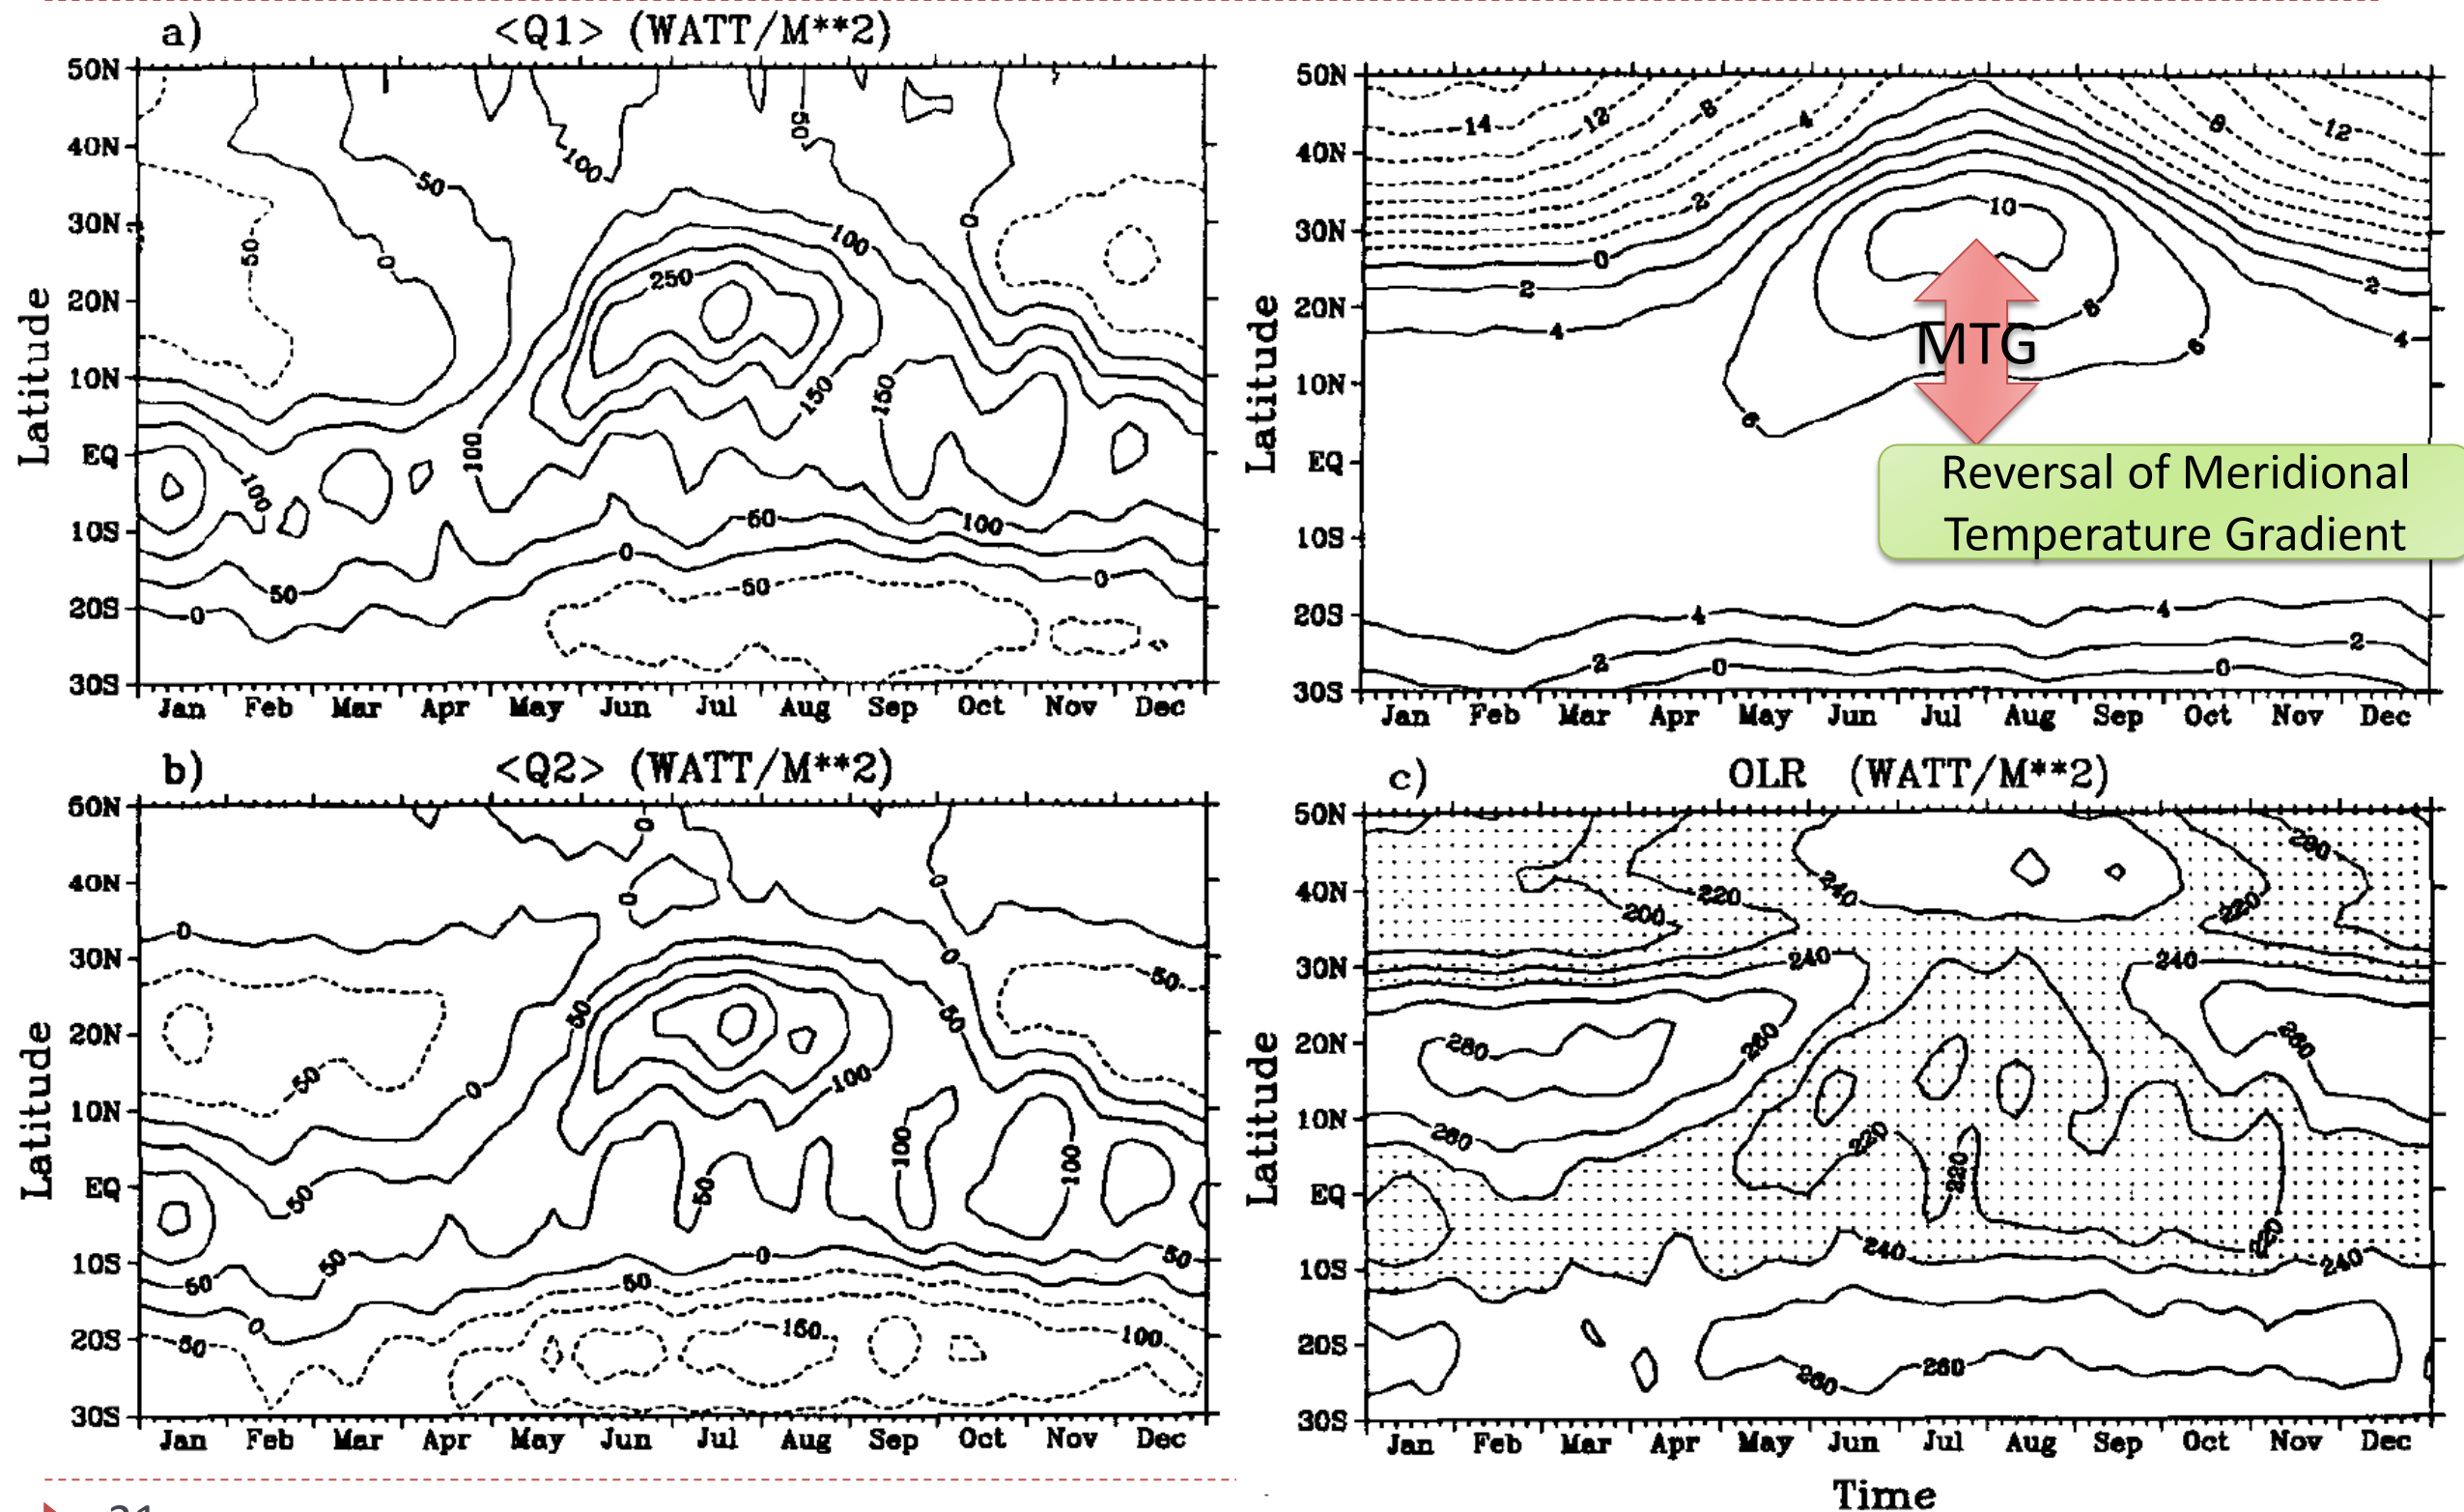 a) <Q1> (WATT/M**2)
50N
40N
30N
20N
10N
EQ
10S
20S
30S
Latitude
50
100
50
50
0
0
250
100
150
150
100
100
100
50
0
50
50
0
0
Jan Feb Mar Apr May Jun Jul Aug Sep Oct Nov Dec
50N
40N
30N
20N
10N
EQ
10S
20S
30S
Latitude
14
12
8
4
8
12
2
10
0
2
2
4
4
8
6
6
MTG
Reversal of Meridional
Temperature Gradient
4
4
2
0
0
2
Jan Feb Mar Apr May Jun Jul Aug Sep Oct Nov Dec
b) <Q2> (WATT/M**2)
50N
40N
30N
20N
10N
EQ
10S
20S
30S
Latitude
0
0
0
0
0
50
50
50
50
0
100
100
100
50
50
50
50
50
0
50
0
50
150
100
Jan Feb Mar Apr May Jun Jul Aug Sep Oct Nov Dec
c) OLR (WATT/M**2)
50N
40N
30N
20N
10N
EQ
10S
20S
30S
Latitude
200
220
240
220
240
240
280
260
260
260
220
220
220
240
240
260
260
Jan Feb Mar Apr May Jun Jul Aug Sep Oct Nov Dec
Time